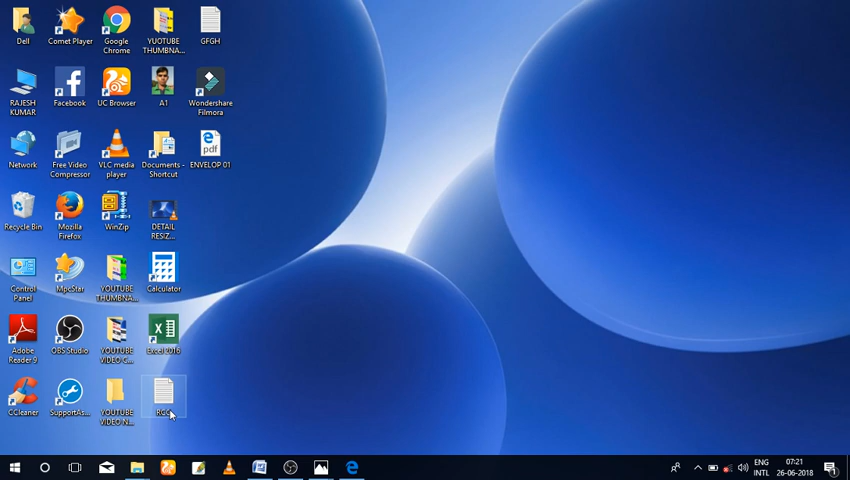 Dell
Comet Player
Google
Chrome
YUOTUBE
THUMBNA...
GFGH
RAJESH
KUMAR
Facebook
UC Browser
A1
Wondershare
Filmora
Network
Free Video
Compressor
VLC media
player
Documents -
Shortcut
pdf
ENVELOP 01
Recycle Bin
Mozilla
Firefox
WinZip
DETAIL
RESIZ...
Control
Panel
MpcStar
YOUTUBE
THUMBNA...
Calculator
Adobe
Reader 9
OBS Studio
YOUTUBE
VIDEO C...
Excel 2016
CCleaner
SupportAs...
YOUTUBE
VIDEO N...
ENG
INTL
07:21
26-06-2018
1